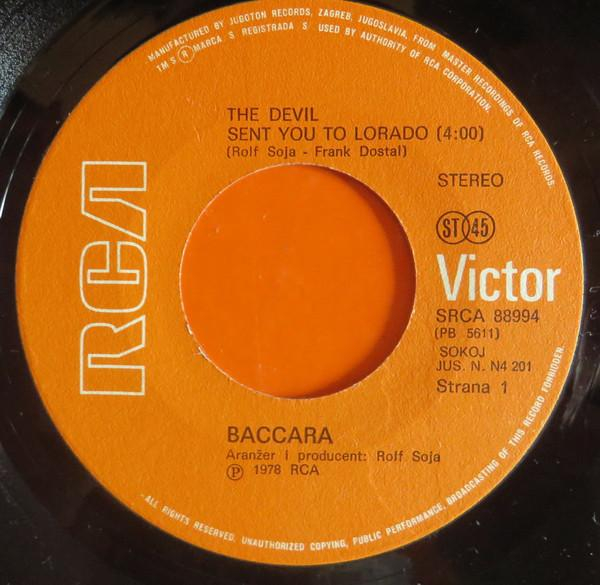 MANUFACTURED BY JUGOTON RECORDS, ZAGREB, JUGOSLAVIA, FROM MASTER RECORDINGS OF RCA RECORDS.
TM S ® MARCA S REGISTRADA S USED BY AUTHORITY OF RCA CORPORATION.
THE DEVIL
SENT YOU TO LORADO (4:00)
(Rolf Soja - Frank Dostal)
STEREO
ST 45
RCA
Victor
SRCA 88994
(PB 5611)
SOKOJ
JUS. N. N4 201
Strana 1
BACCARA
Aranžer i producent: Rolf Soja
Ⓟ 1978 RCA
-ALL RIGHTS RESERVED, UNAUTHORIZED COPYING, PUBLIC PERFORMANCE, BROADCASTING OF THIS RECORD FORBIDDEN.